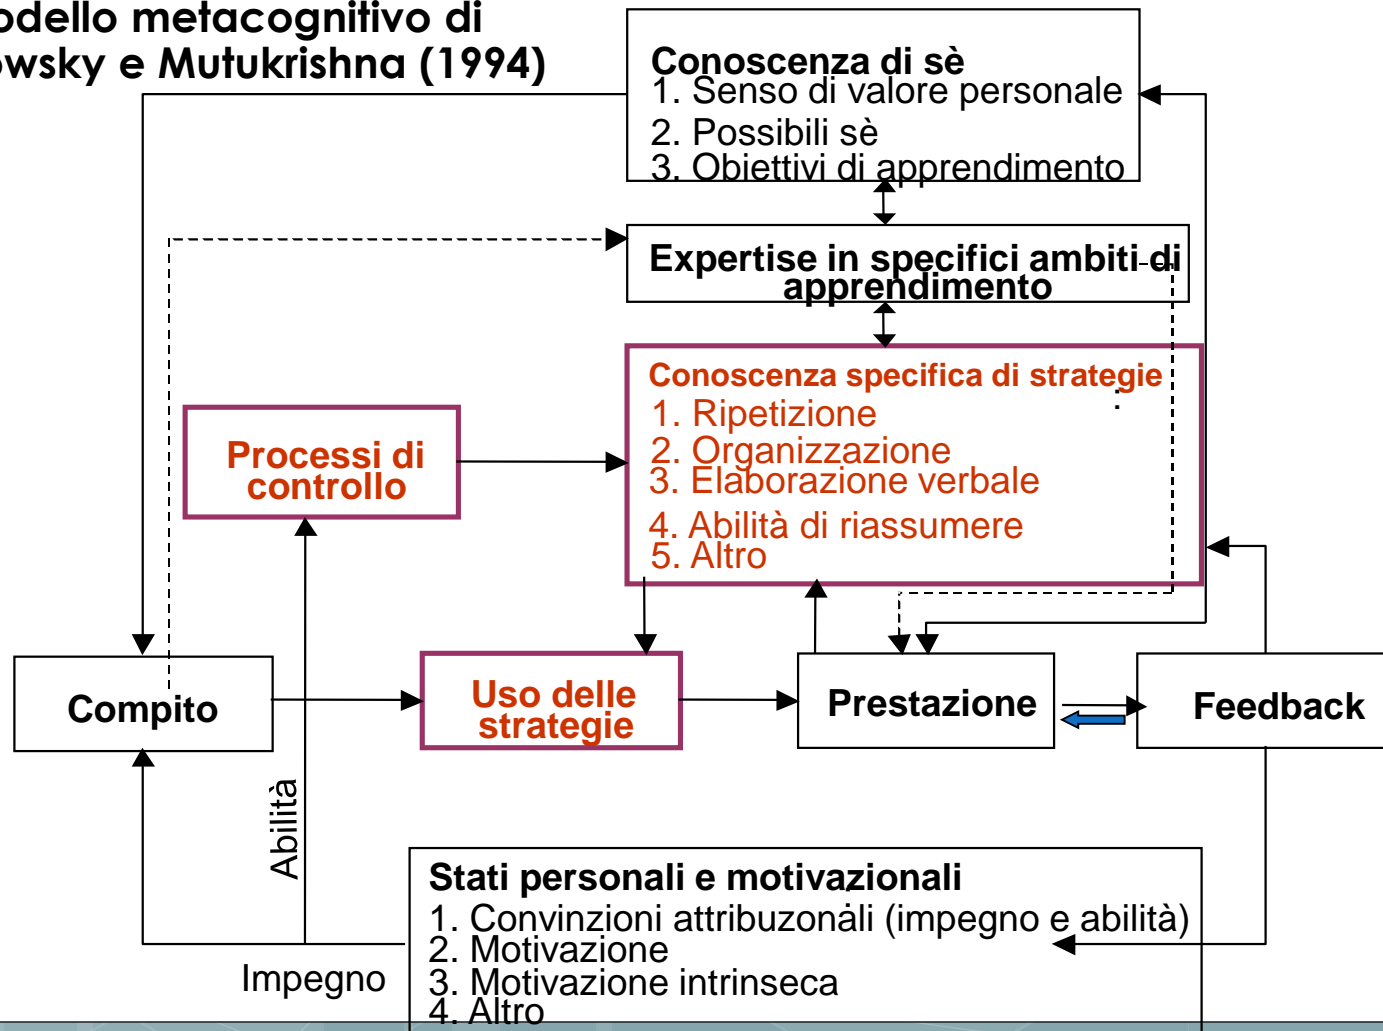 odello metacognitivo di
owsky e Mutukrishna (1994)
Conoscenza di sè
1. Senso di valore personale
2. Possibili sè
3. Obiettivi di apprendimento
Expertise in specifici ambiti di
apprendimento
Conoscenza specifica di strategie
:
1. Ripetizione
2. Organizzazione
3. Elaborazione verbale
4. Abilità di riassumere
5. Altro
Processi di
controllo
Compito
Uso delle
strategie
Prestazione
Feedback
Abilità
Impegno
Stati personali e motivazionali
1. Convinzioni attribuzonali (impegno e abilità)
2. Motivazione
3. Motivazione intrinseca
4. Altro